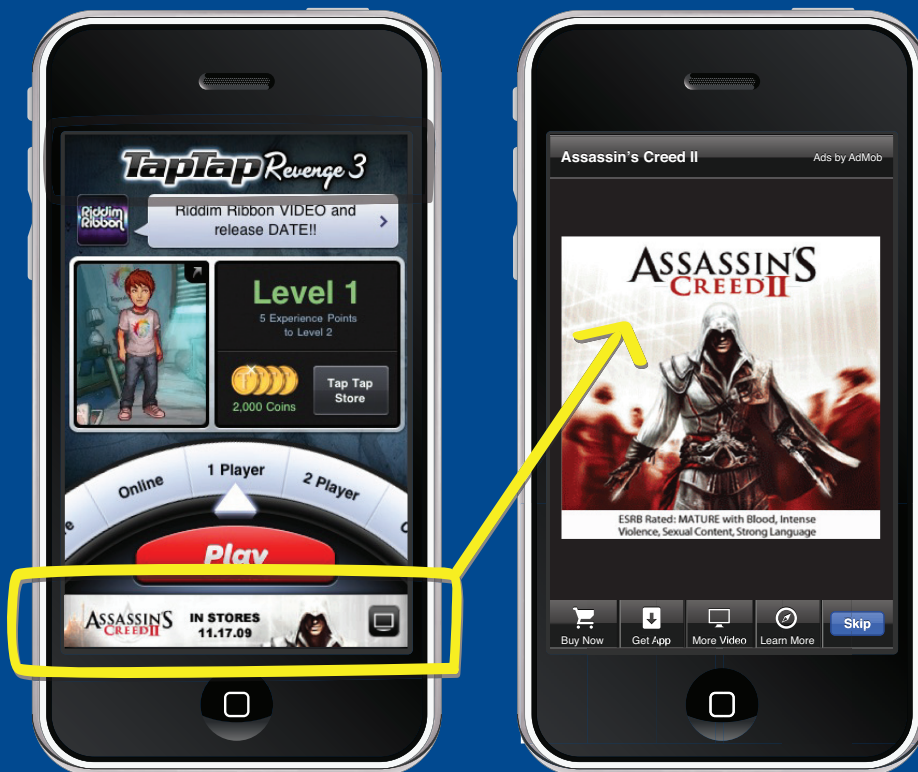 TapTap Revenge 3
Riddim
Ribbon
Riddim Ribbon VIDEO and
release DATE!!
Level 1
5 Experience Points
to Level 2
2,000 Coins
Tap Tap
Store
Online
1 Player
2 Player
Play
ASSASSIN'S
CREED II
IN STORES
11.17.09
Assassin's Creed II
Ads by AdMob
ASSASSIN'S
CREED II
ESRB Rated: MATURE with Blood, Intense
Violence, Sexual Content, Strong Language
Buy Now
Get App
More Video
Learn More
Skip